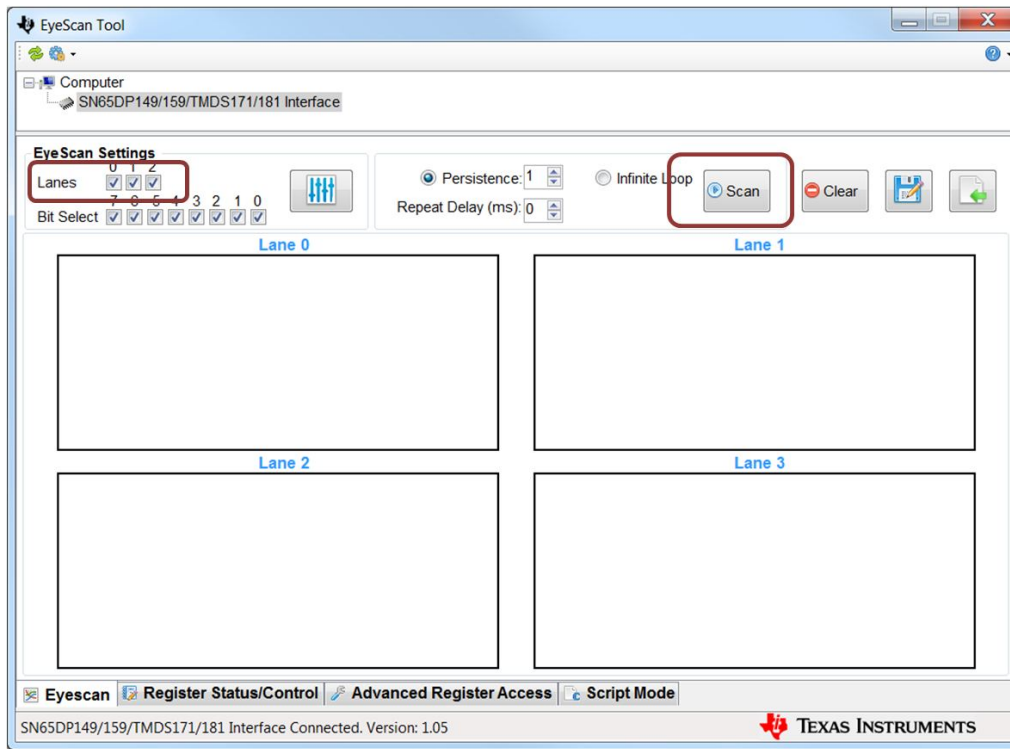 EyeScan Tool
Computer
SN65DP149/159/TMDS171/181 Interface
EyeScan Settings
0 1 2
Lanes
7 6 5 4 3 2 1 0
Bit Select
Persistence: 1
Infinite Loop
Repeat Delay (ms): 0
Scan
Clear
Lane 0
Lane 1
Lane 2
Lane 3
Eyescan
Register Status/Control
Advanced Register Access
Script Mode
SN65DP149/159/TMDS171/181 Interface Connected. Version: 1.05
TEXAS INSTRUMENTS